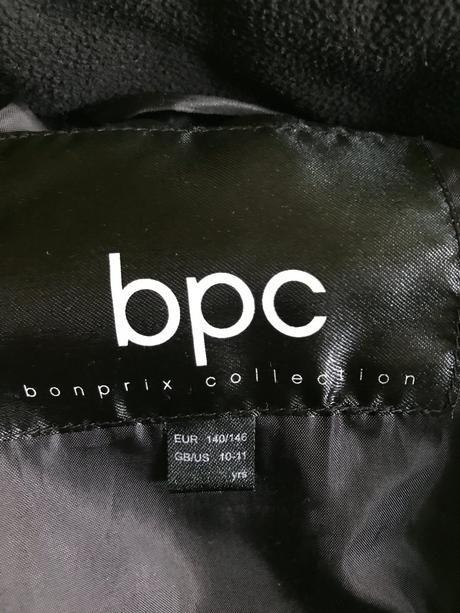 bpc
bonprix collection
EUR 140/146
GB/US 10-11
yrs